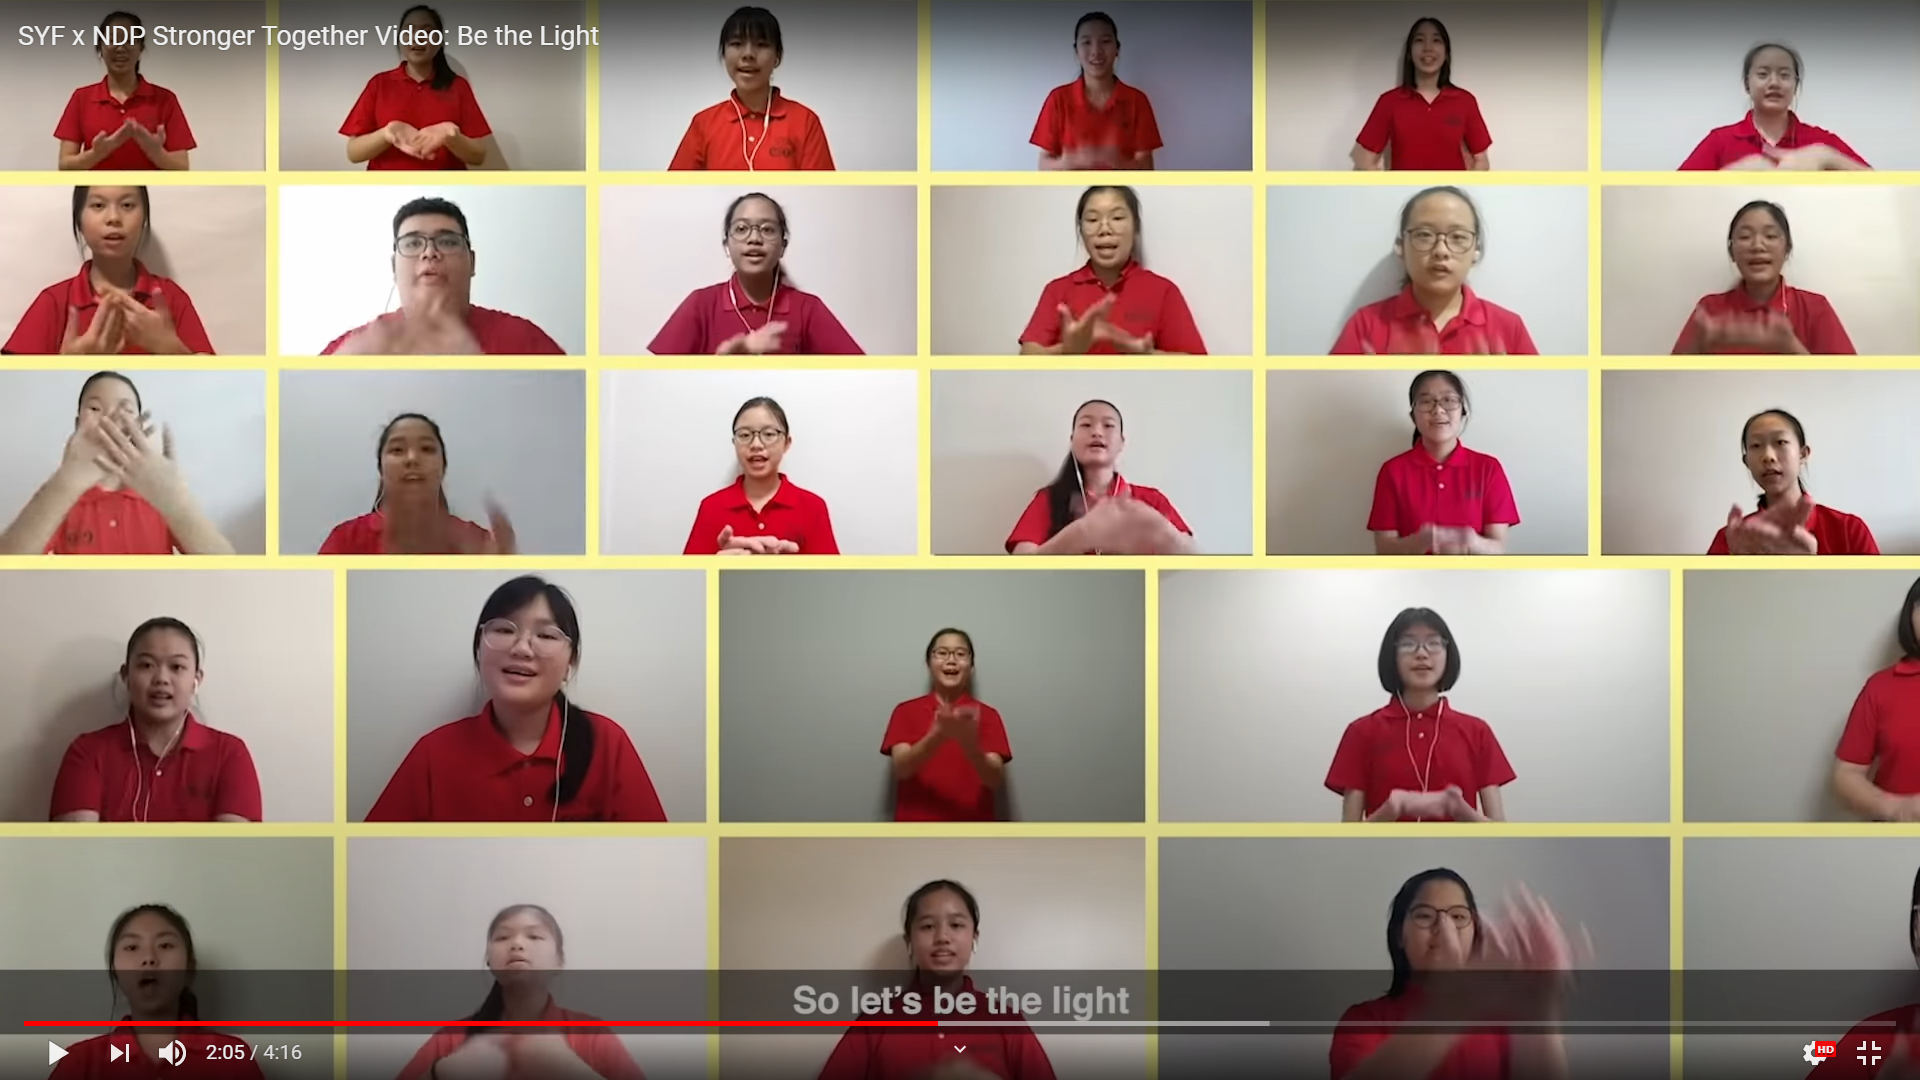 SYF x NDP Stronger Together Video: Be the Light
So let's be the light
2:05 / 4:16
HD